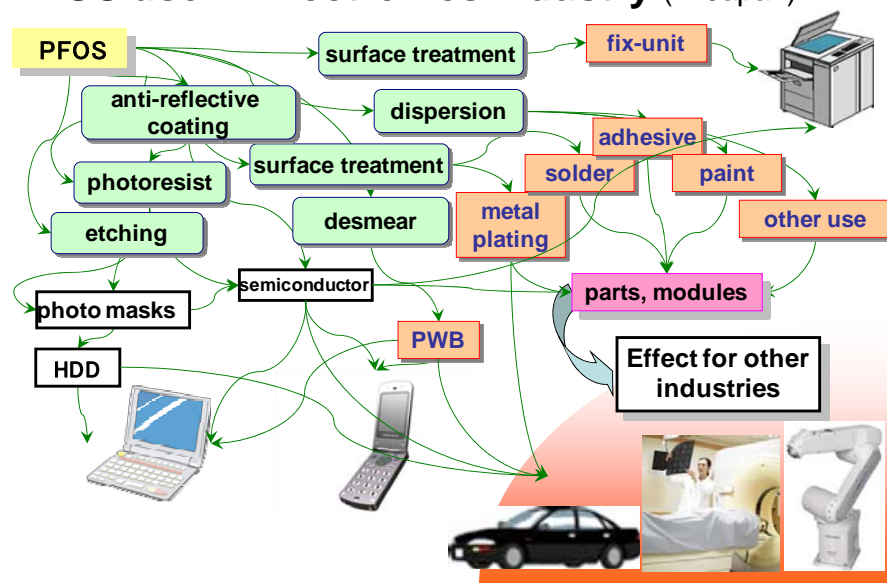 PFOS
surface treatment
fix-unit
anti-reflective
coating
dispersion
adhesive
surface treatment
solder
paint
photoresist
metal
plating
desmear
other use
etching
semiconductor
parts, modules
photo masks
PWB
HDD
Effect for other
industries